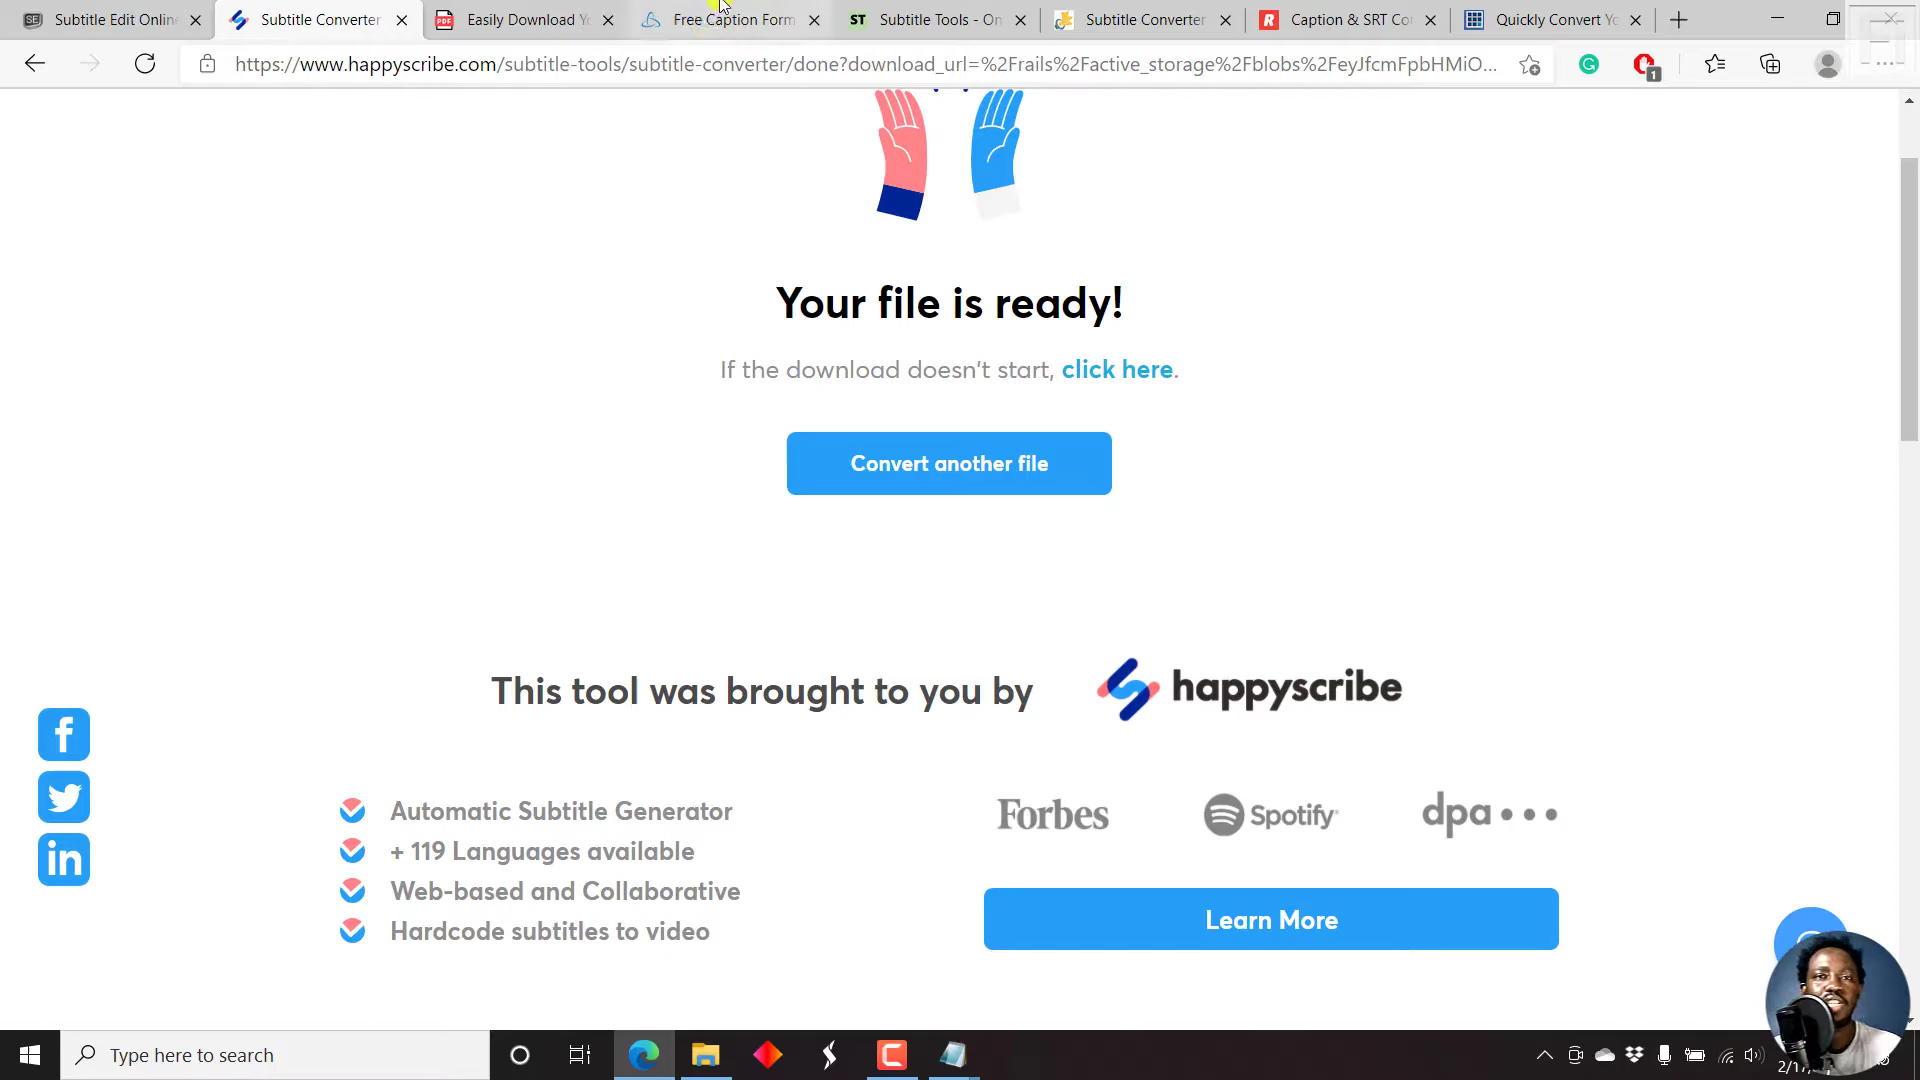 Subtitle Edit Onlin
Subtitle Converter
Easily Download Yo
Free Caption Form
ST Subtitle Tools - On
Subtitle Converter
R Caption & SRT Co
Quickly Convert Yo
https://www.happyscribe.com/subtitle-tools/subtitle-converter/done?download_url=%2Frails%2Factive_storage%2Fblobs%2FeyJfcmFpbHMiO...
1
Your file is ready!
If the download doesn't start, click here.
Convert another file
This tool was brought to you by
happyscribe
Automatic Subtitle Generator
+ 119 Languages available
Web-based and Collaborative
Hardcode subtitles to video
Forbes
Spotify
dpa
Learn More
Type here to search